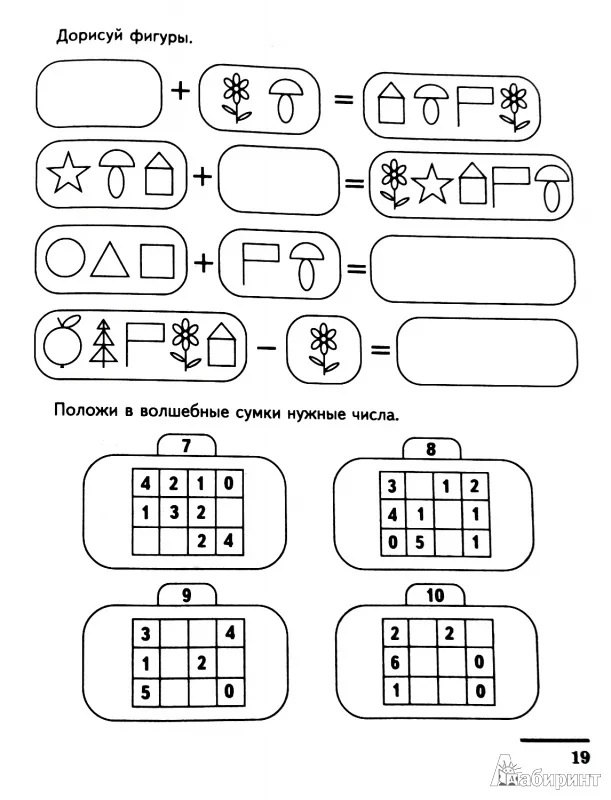 Дорисуй фигуры.
+ =
+ =
+ =
− =
Положи в волшебные сумки нужные числа.
7 8
4 2 1 0
1 3 2
2 4
3 1 2
4 1 1
0 5 1
9 10
3 4
1 2
5 0
2 2
6 0
1 0
19
Лабиринт